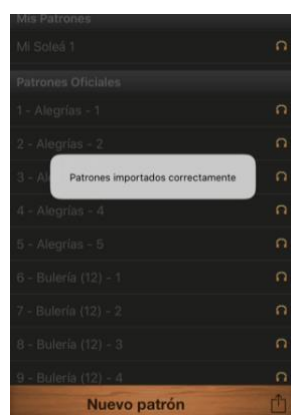 Mis Patrones
Mi Soleá 1
Patrones Oficiales
1 - Alegrías - 1
2 - Alegrías - 2
3 - Al
Patrones importados correctamente
4 - Alegrías - 4
5 - Alegrías - 5
6 - Bulería (12) - 1
7 - Bulería (12) - 2
8 - Bulería (12) - 3
9 - Bulería (12) - 4
Nuevo patrón